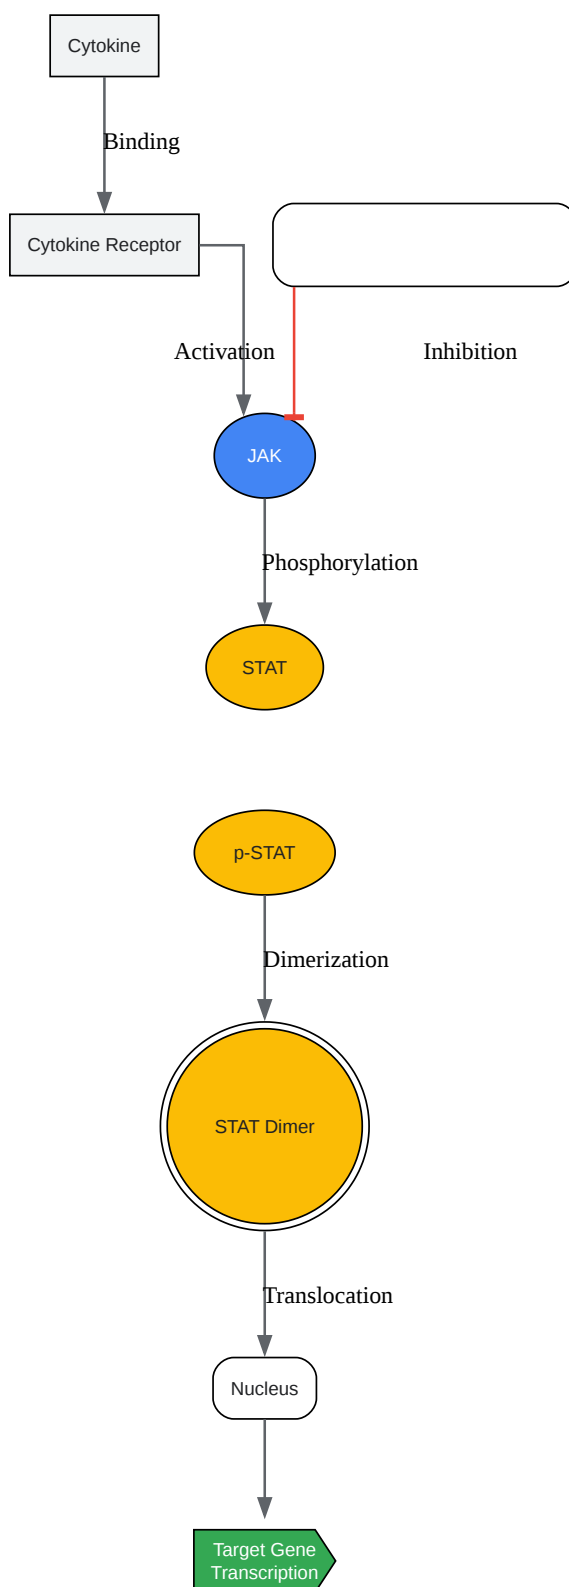 Cytokine
Binding
Cytokine Receptor
Activation
Inhibition
JAK
Phosphorylation
STAT
p-STAT
Dimerization
STAT Dimer
Translocation
Nucleus
Target Gene
Transcription